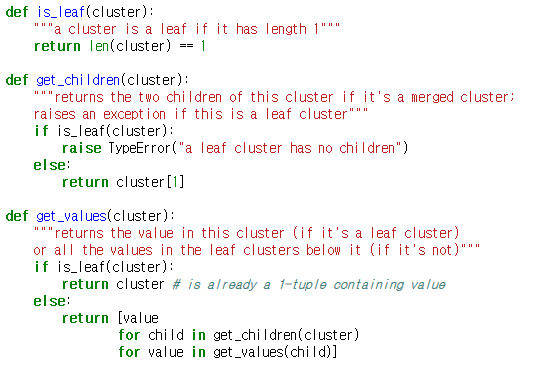 def is_leaf(cluster):
    """a cluster is a leaf if it has length 1"""
    return len(cluster) == 1
def get_children(cluster):
    """returns the two children of this cluster if it's a merged cluster;
    raises an exception if this is a leaf cluster"""
    if is_leaf(cluster):
        raise TypeError("a leaf cluster has no children")
    else:
        return cluster[1]
def get_values(cluster):
    """returns the value in this cluster (if it's a leaf cluster)
    or all the values in the leaf clusters below it (if it's not)"""
    if is_leaf(cluster):
        return cluster # is already a 1-tuple containing value
    else:
        return [value
                for child in get_children(cluster)
                for value in get_values(child)]